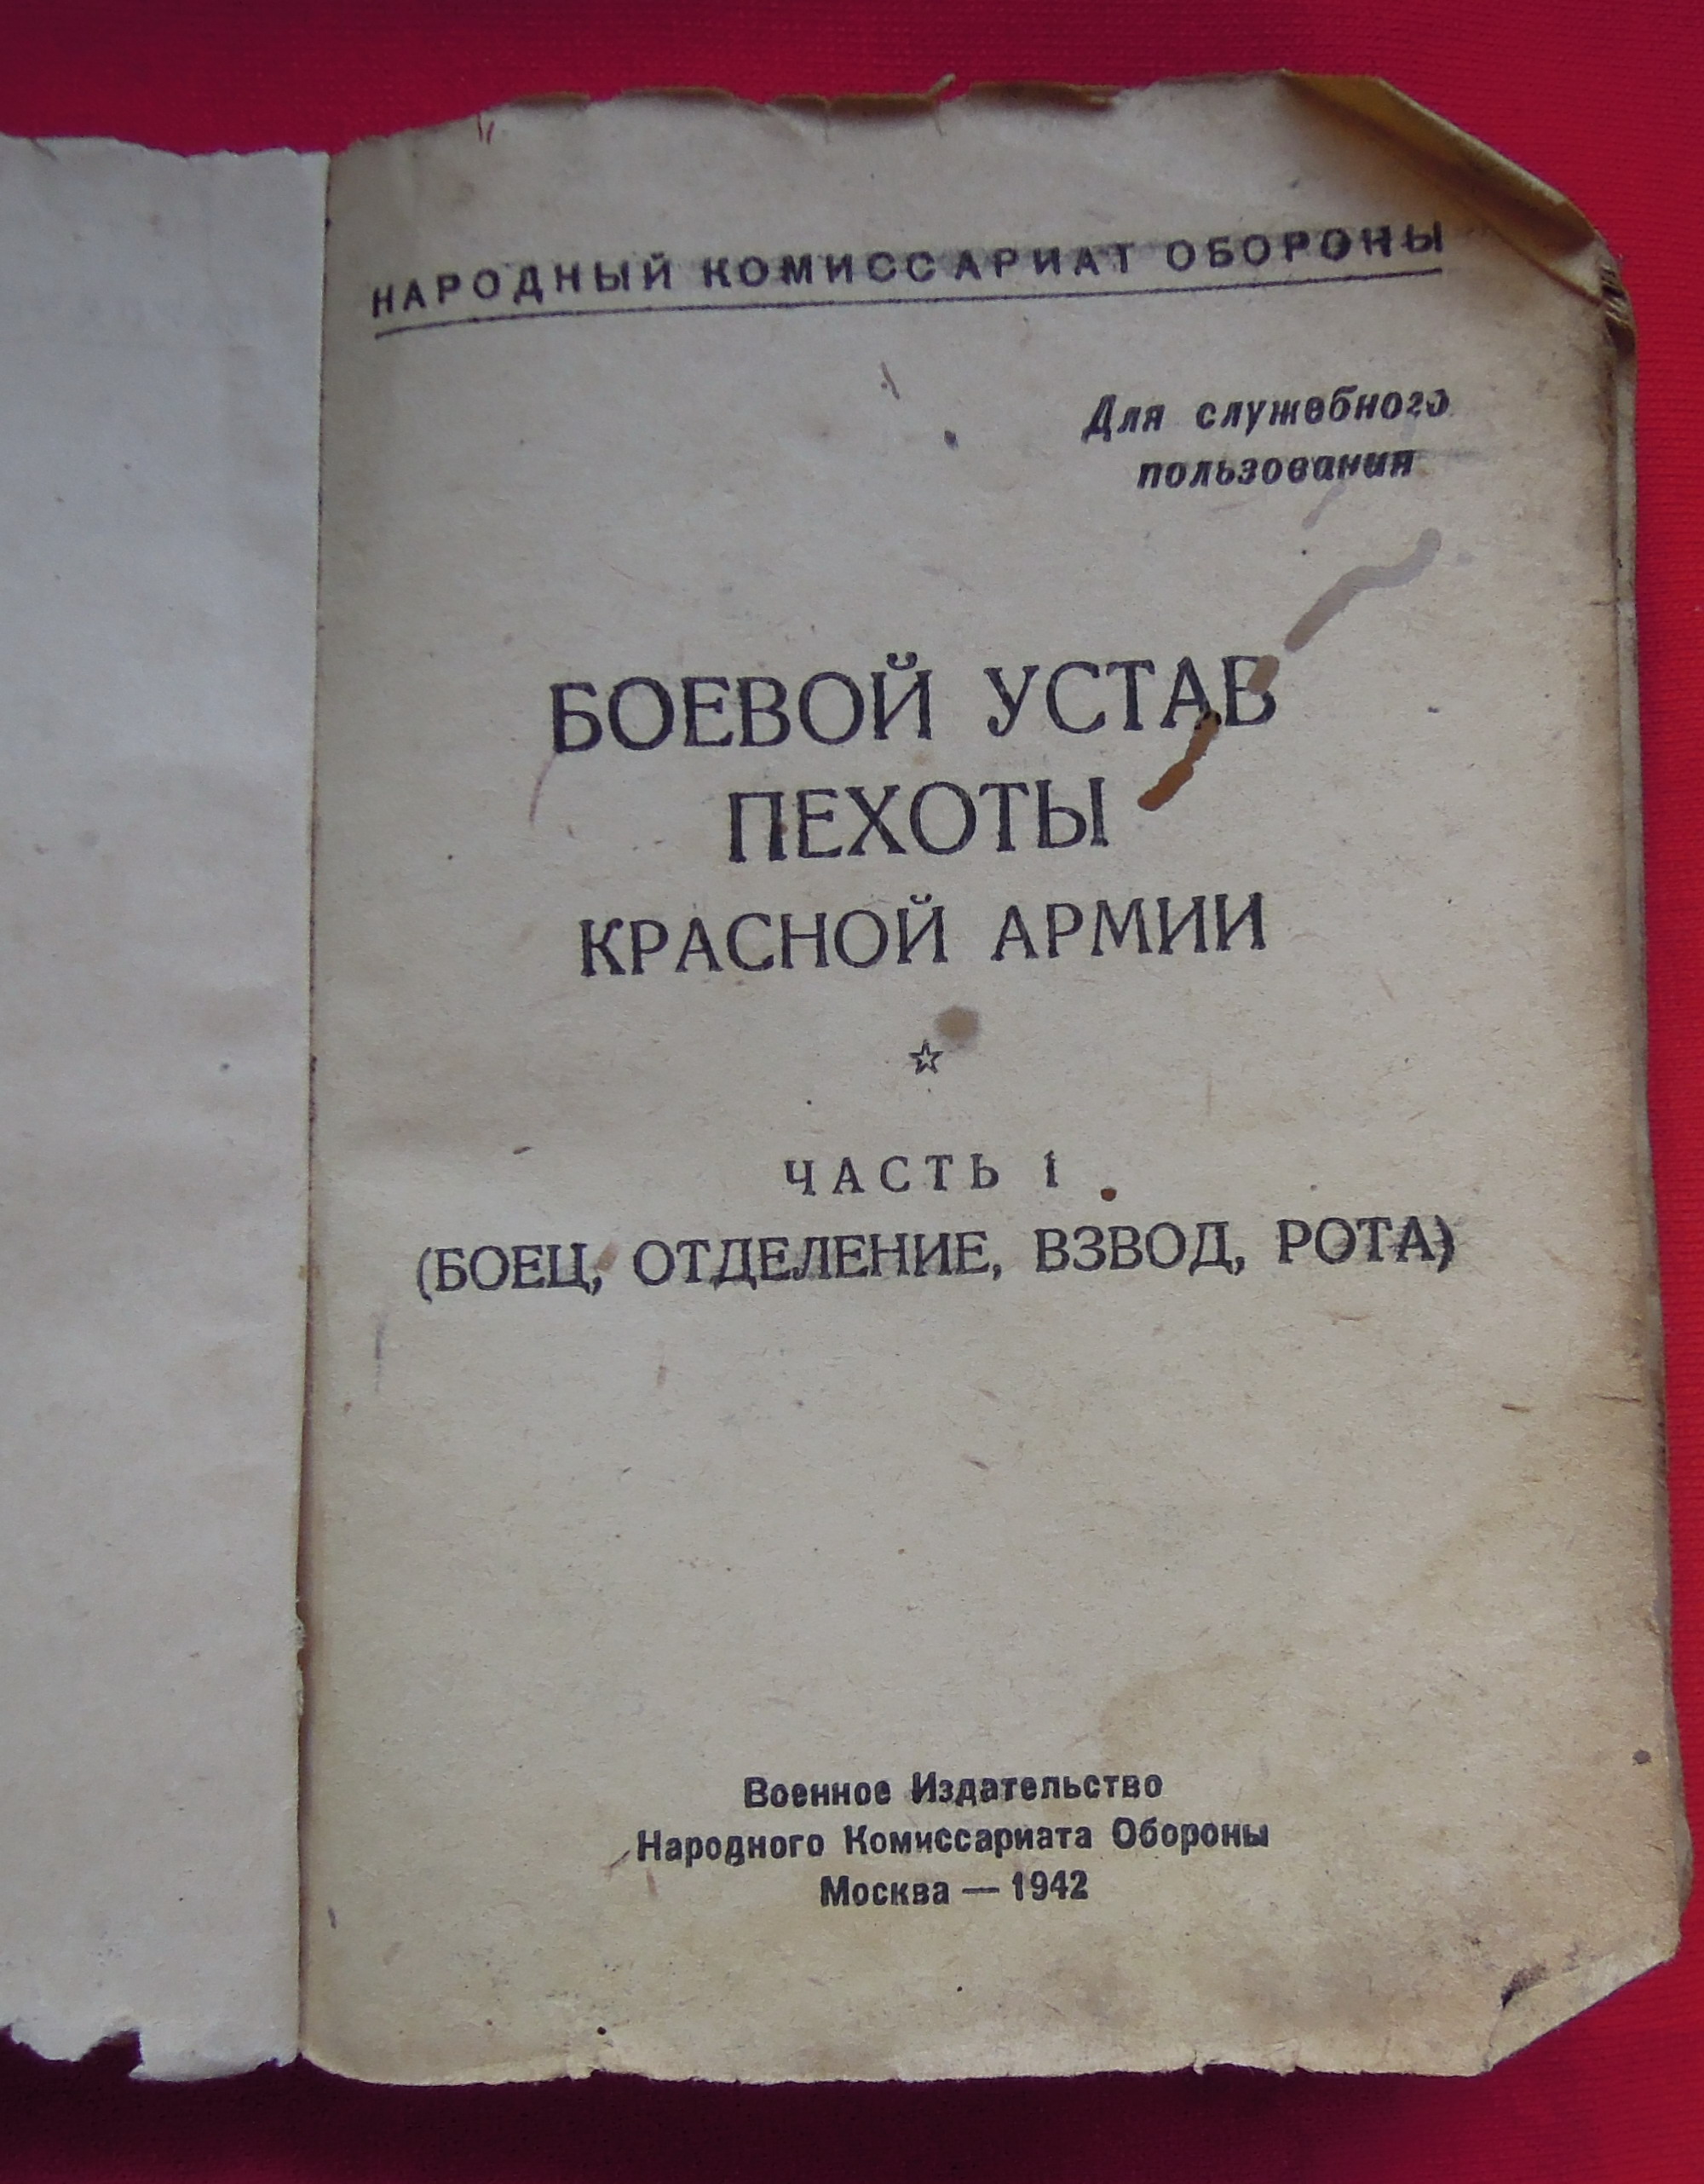 НАРОДНЫЙ КОМИССАРИАТ ОБОРОНЫ
Для служебного
пользования
БОЕВОЙ УСТАВ
ПЕХОТЫ
КРАСНОЙ АРМИИ
ЧАСТЬ 1
(БОЕЦ, ОТДЕЛЕНИЕ, ВЗВОД, РОТА)
Военное Издательство
Народного Комиссариата Обороны
Москва — 1942